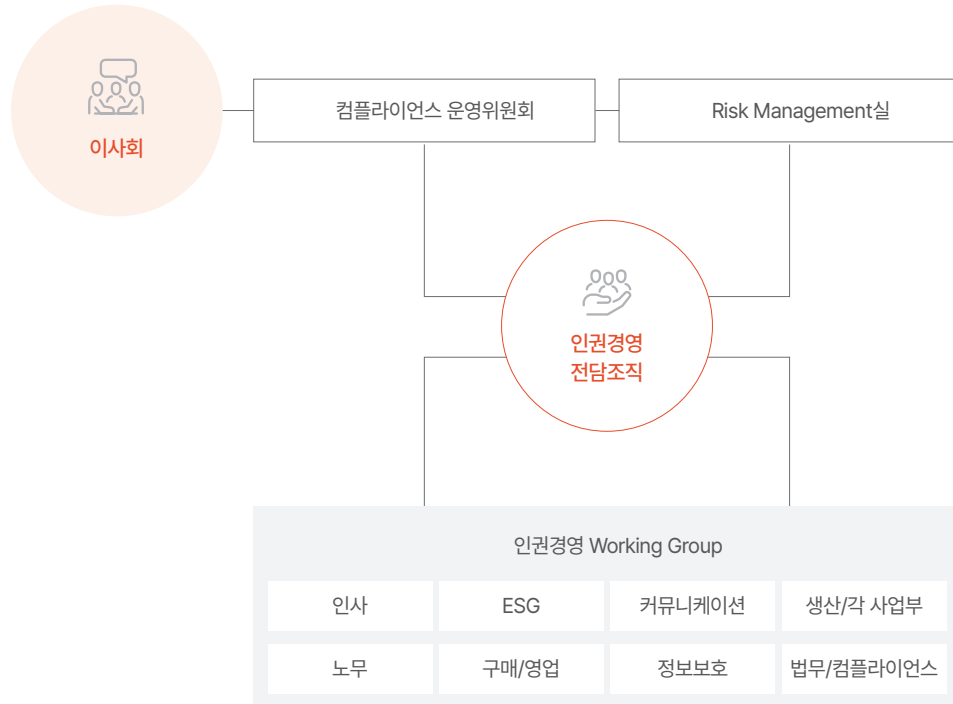 이사회
컴플라이언스 운영위원회
Risk Management실
인권경영
전담조직
인권경영 Working Group
인사
ESG
커뮤니케이션
생산/각 사업부
노무
구매/영업
정보보호
법무/컴플라이언스